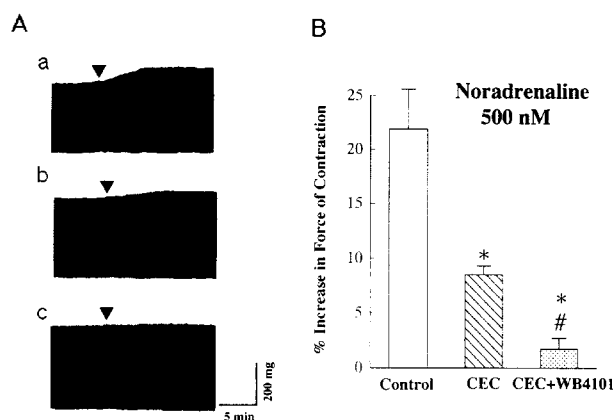 A
a
b
c
200 mg
5 min
B
Noradrenaline
500 nM
% Increase in Force of Contraction
25
20
15
10
5
0
*
*
#
Control
CEC
CEC+WB4101